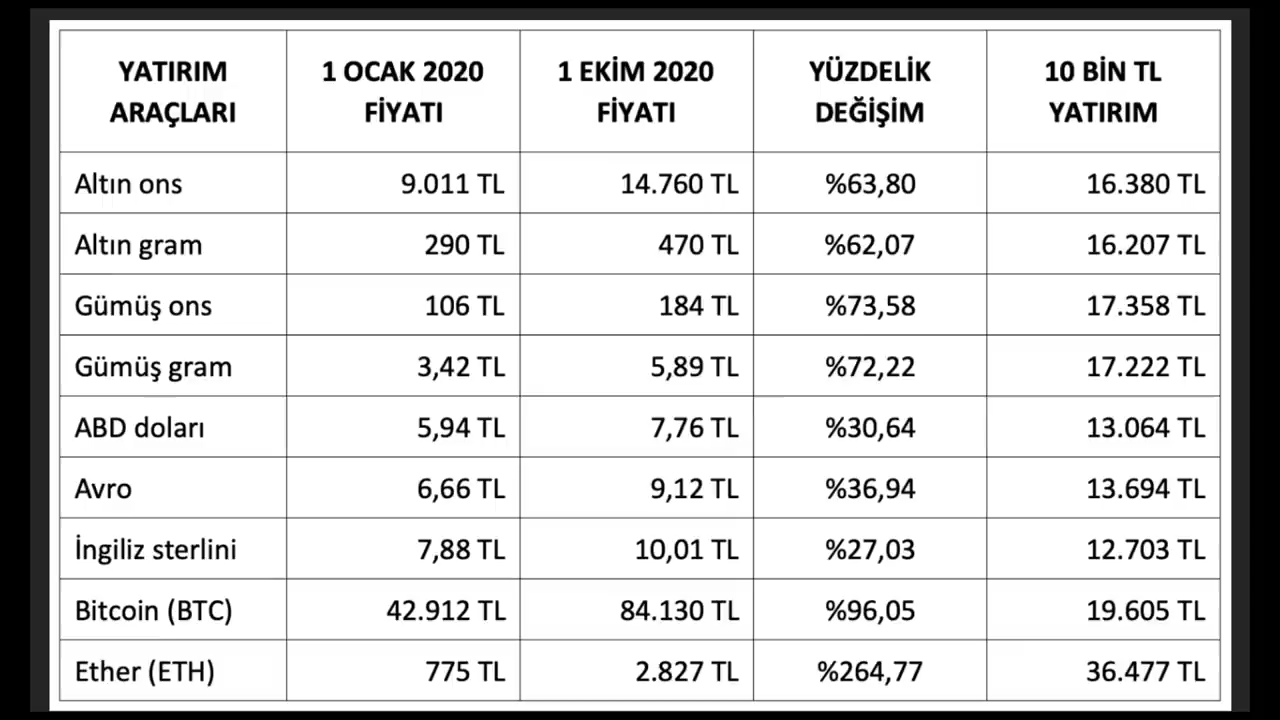 YATIRIM ARAÇLARI 1 OCAK 2020 FİYATI 1 EKİM 2020 FİYATI YÜZDELİK DEĞİŞİM 10 BİN TL YATIRIM
Altın ons 9.011 TL 14.760 TL %63,80 16.380 TL
Altın gram 290 TL 470 TL %62,07 16.207 TL
Gümüş ons 106 TL 184 TL %73,58 17.358 TL
Gümüş gram 3,42 TL 5,89 TL %72,22 17.222 TL
ABD doları 5,94 TL 7,76 TL %30,64 13.064 TL
Avro 6,66 TL 9,12 TL %36,94 13.694 TL
İngiliz sterlini 7,88 TL 10,01 TL %27,03 12.703 TL
Bitcoin (BTC) 42.912 TL 84.130 TL %96,05 19.605 TL
Ether (ETH) 775 TL 2.827 TL %264,77 36.477 TL